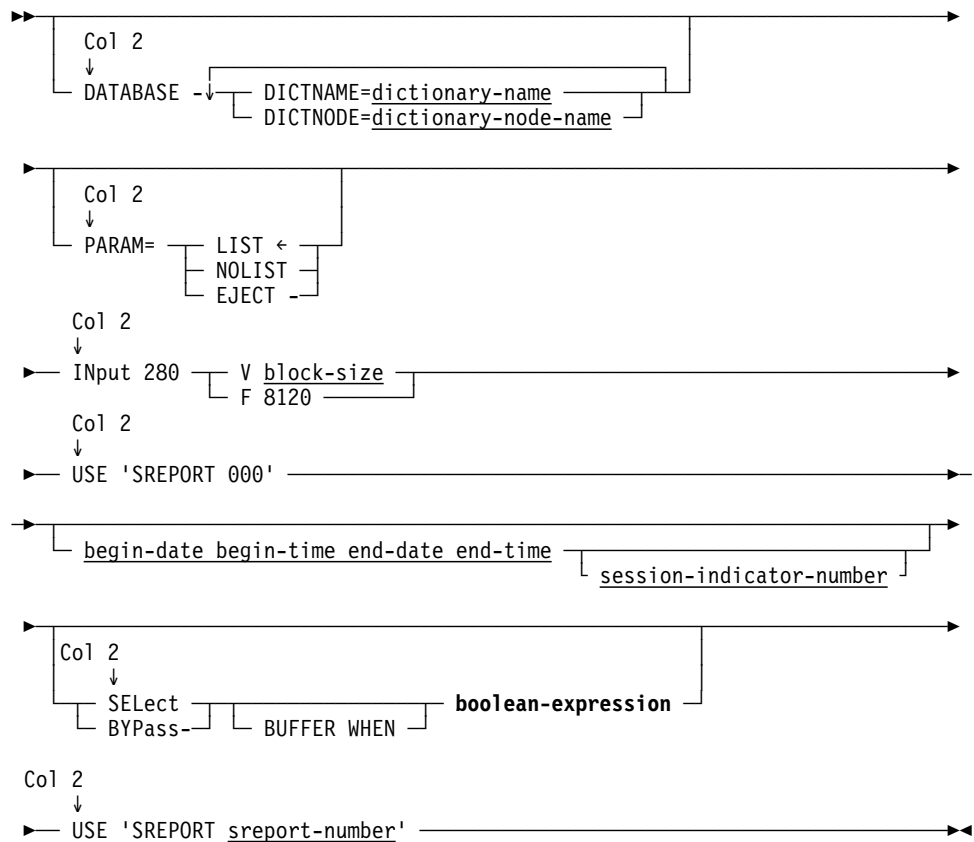 Col 2
DATABASE - DICTNAME=dictionary-name
DICTNODE=dictionary-node-name
Col 2
PARAM= LIST ←
NOLIST
EJECT -
Col 2
INput 280 V block-size
F 8120
Col 2
USE 'SREPORT 000'
begin-date begin-time end-date end-time
session-indicator-number
Col 2
SELect boolean-expression
BYPass- BUFFER WHEN
Col 2
USE 'SREPORT sreport-number'